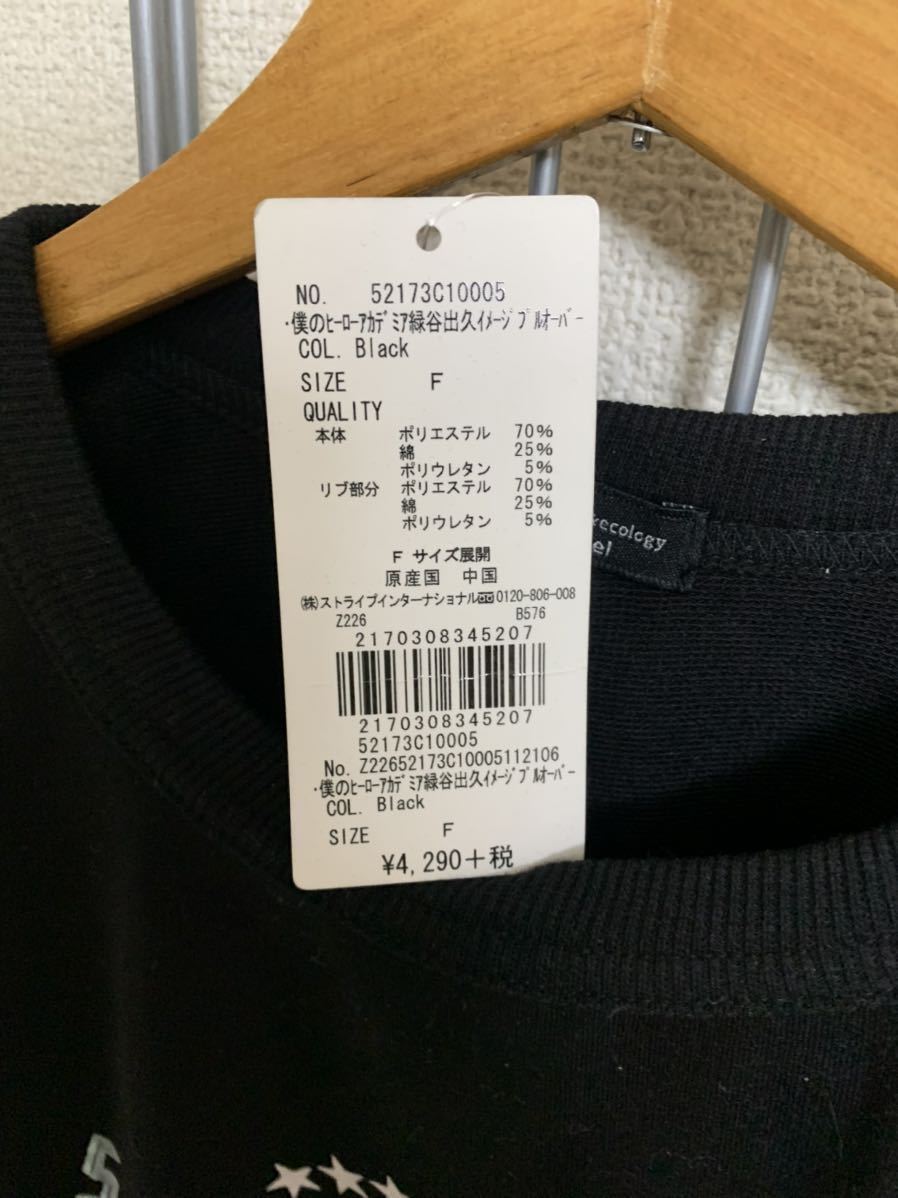 NO. 52173C10005
・僕のﾋｰﾛｰｱｶﾃﾞﾐｱ緑谷出久ｲﾒｰｼﾞﾌﾟﾙｵｰﾊﾞｰ
COL. Black
SIZE F
QUALITY
本体 ポリエステル 70%
綿 25%
ポリウレタン 5%
リブ部分 ポリエステル 70%
綿 25%
ポリウレタン 5%
F サイズ展開
原産国 中国
㈱ストライプインターナショナル 0120-806-008
Z226 B576
2170308345207
2170308345207
52173C10005
No. Z22652173C10005112106
・僕のﾋｰﾛｰｱｶﾃﾞﾐｱ緑谷出久ｲﾒｰｼﾞﾌﾟﾙｵｰﾊﾞｰ
COL. Black
SIZE F
¥4,290+税
ecology
el
5